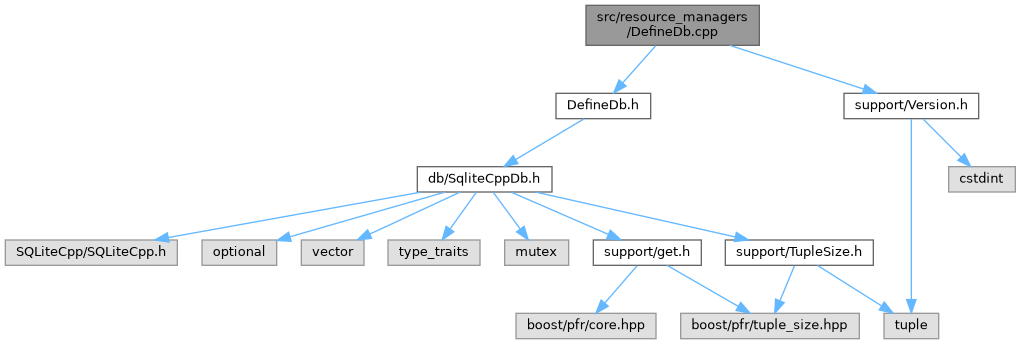 src/resource_managers
/DefineDb.cpp
DefineDb.h
support/Version.h
db/SqliteCppDb.h
cstdint
SQLiteCpp/SQLiteCpp.h
optional
vector
type_traits
mutex
support/get.h
support/TupleSize.h
boost/pfr/core.hpp
boost/pfr/tuple_size.hpp
tuple